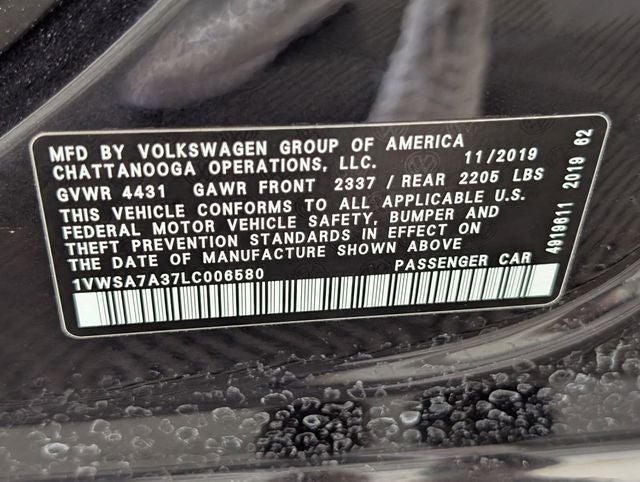 MFD BY VOLKSWAGEN GROUP OF AMERICA
CHATTANOOGA OPERATIONS, LLC. 11/2019
GVWR 4431 GAWR FRONT 2337 / REAR 2205 LBS
THIS VEHICLE CONFORMS TO ALL APPLICABLE U.S.
FEDERAL MOTOR VEHICLE SAFETY, BUMPER AND
THEFT PREVENTION STANDARDS IN EFFECT ON
THE DATE OF MANUFACTURE SHOWN ABOVE
1VWSA7A37LC006580 PASSENGER CAR
4919611 2019 62